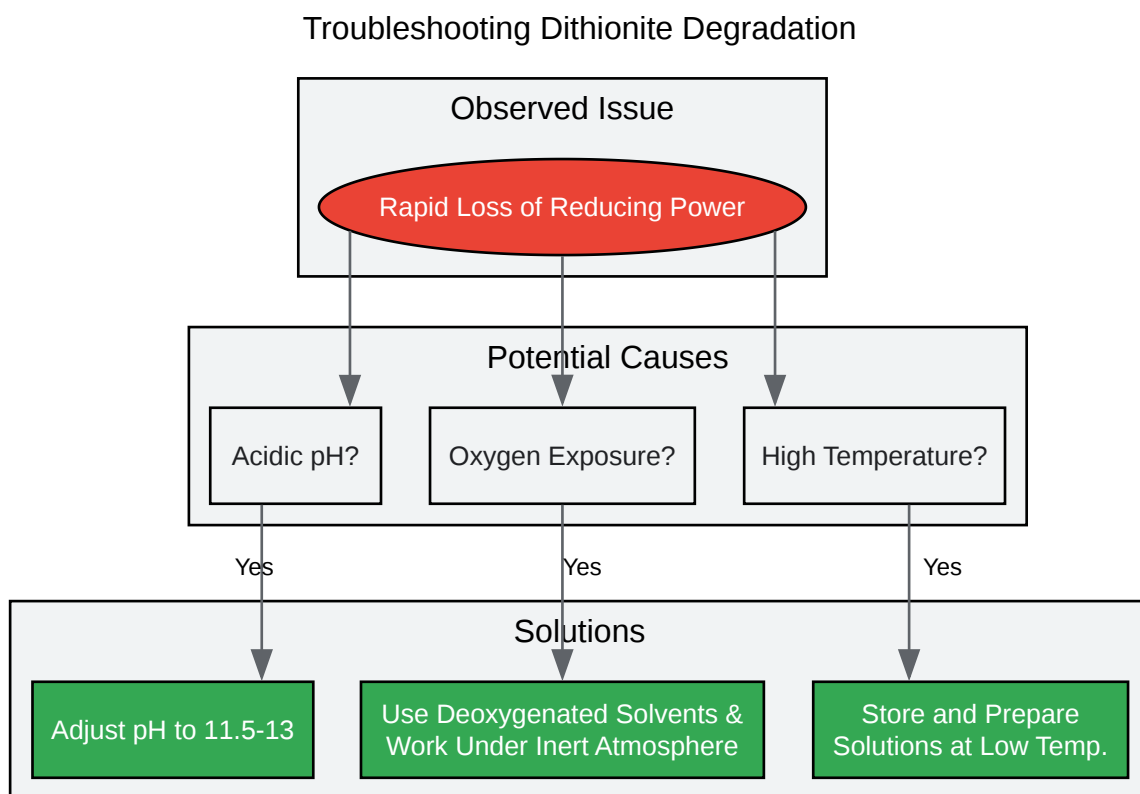 Troubleshooting Dithionite Degradation
Observed Issue
Rapid Loss of Reducing Power
Potential Causes
Acidic pH?
Oxygen Exposure?
High Temperature?
Yes
Yes
Yes
Solutions
Adjust pH to 11.5-13
Use Deoxygenated Solvents &
Work Under Inert Atmosphere
Store and Prepare
Solutions at Low Temp.